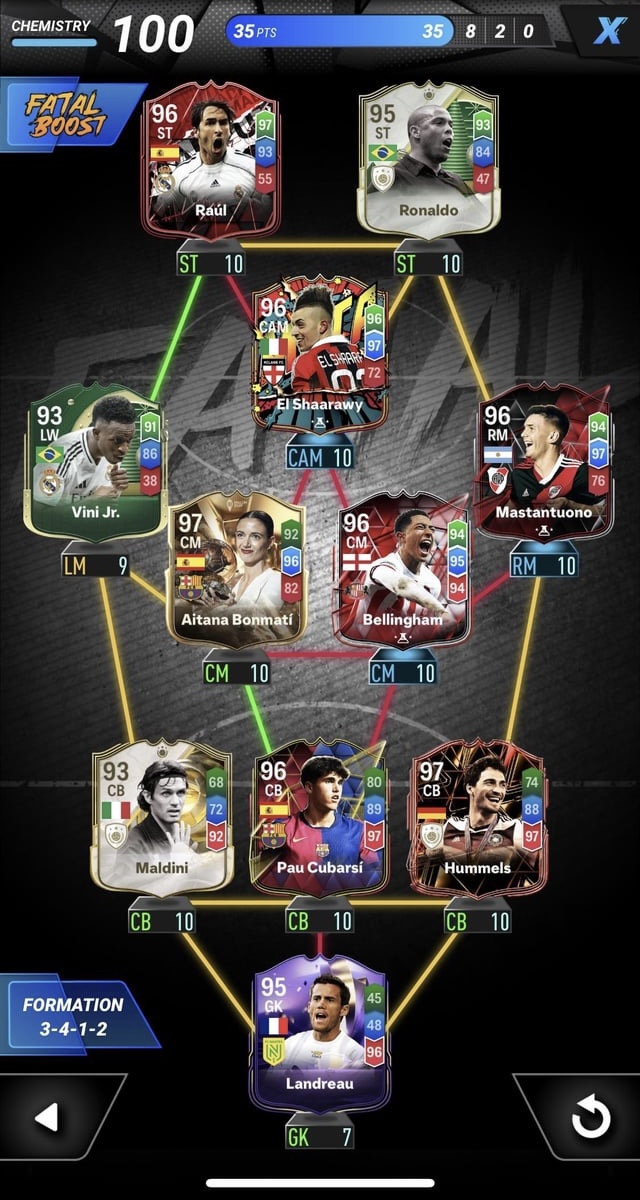 CHEMISTRY 100 35 PTS 35 8 2 0 X
FATAL
BOOST
96
ST
97
93
55
Raúl
ST 10
95
ST
93
84
47
Ronaldo
ST 10
96
CAM
96
97
72
EL SHAARAWY
El Shaarawy
CAM 10
93
LW
91
86
38
Vini Jr.
LM 9
96
RM
94
97
76
Mastantuono
RM 10
97
CM
92
96
82
Aitana Bonmatí
CM 10
96
CM
94
95
94
Bellingham
CM 10
93
CB
68
72
92
Maldini
CB 10
96
CB
80
89
97
Pau Cubarsí
CB 10
97
CB
74
88
97
Hummels
CB 10
95
GK
45
48
96
Landreau
GK 7
FORMATION
3-4-1-2